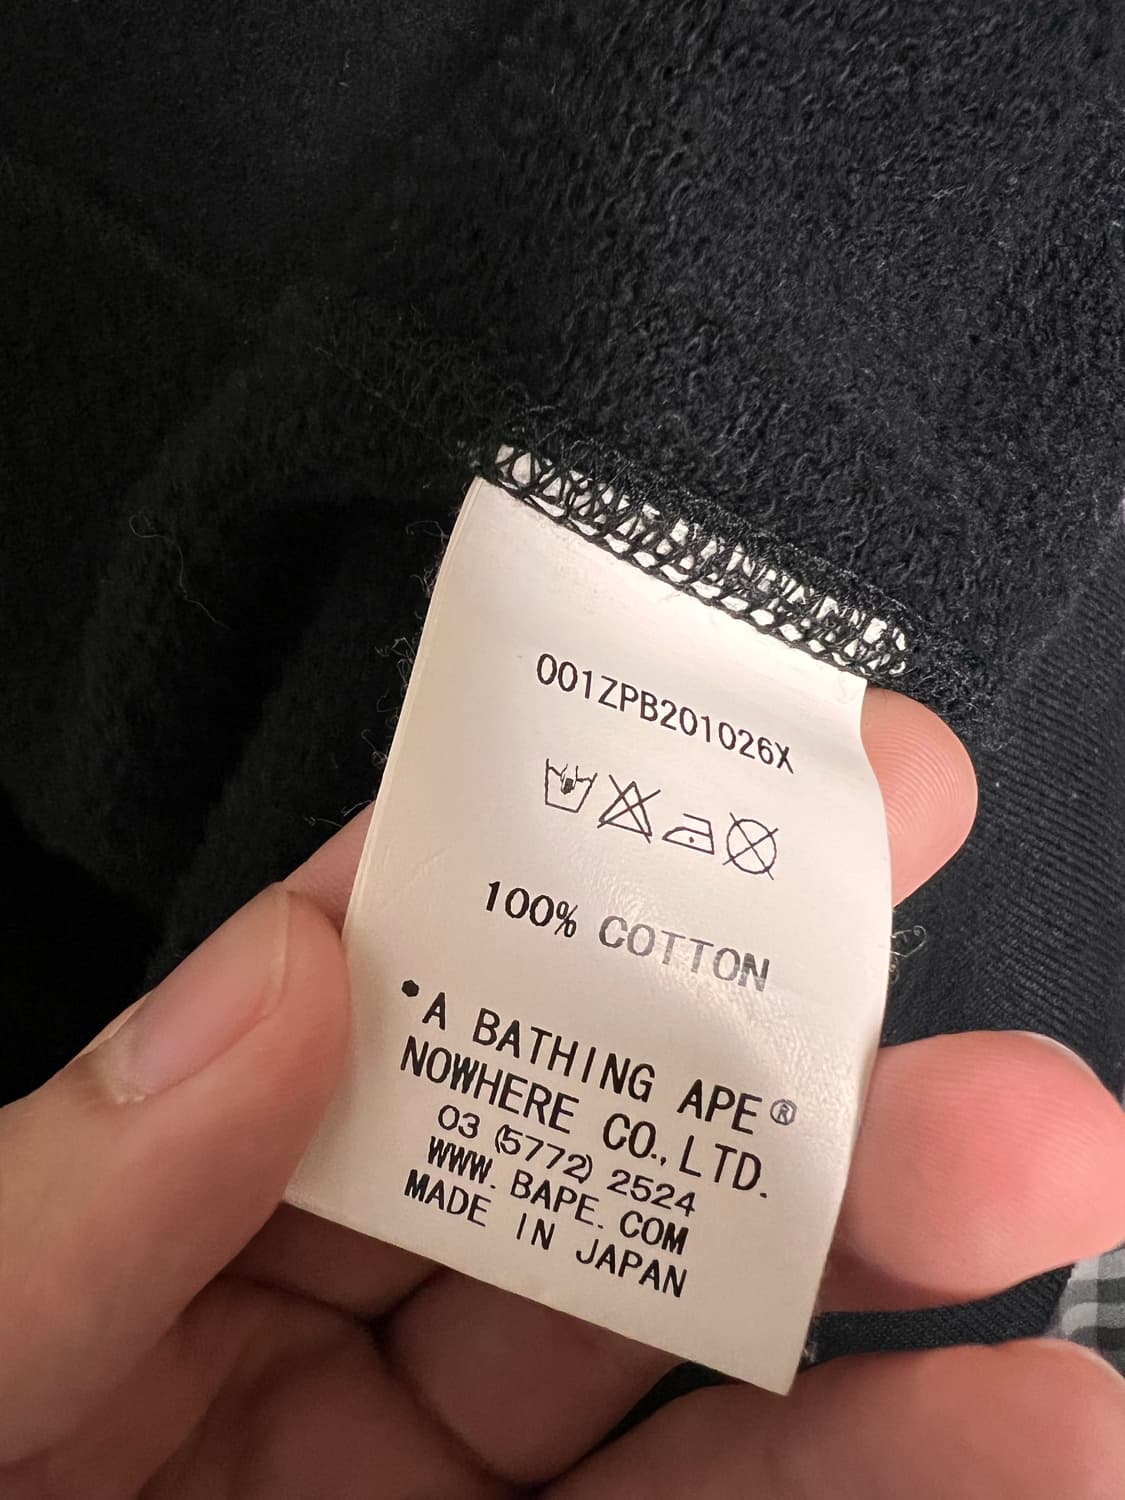 001ZPB201026X
100% COTTON
•A BATHING APE®
NOWHERE CO., LTD.
03 (5772) 2524
WWW. BAPE. COM
MADE IN JAPAN